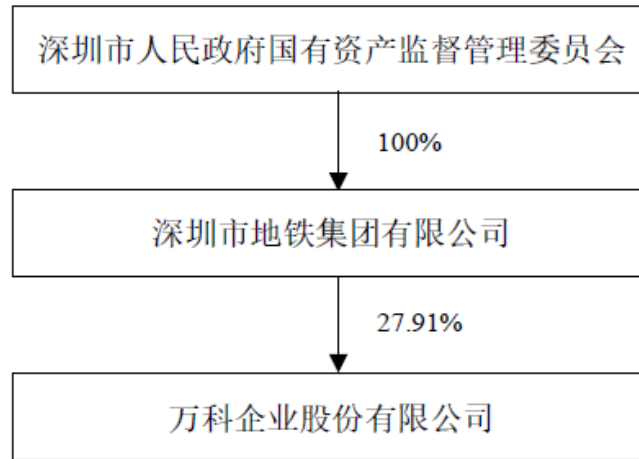 深圳市人民政府国有资产监督管理委员会
100%
深圳市地铁集团有限公司
27.91%
万科企业股份有限公司